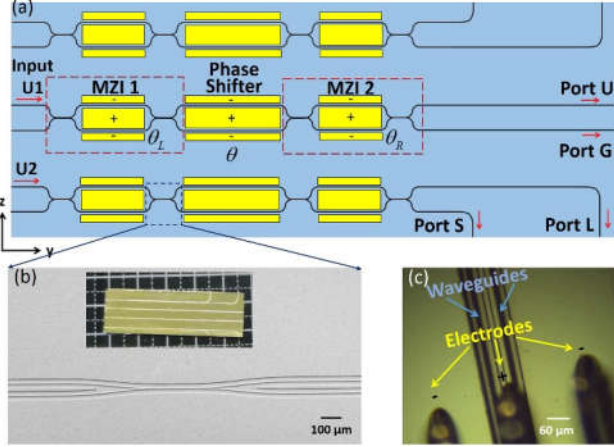 (a)
Input
U1
MZI 1
Phase
Shifter
MZI 2
Port U
- - -
+ + +
- - -
θL
θ
θR
Port G
U2
z
y
Port S
Port L
(b)
100 μm
(c)
Waveguides
Electrodes
-
-
+
60 μm